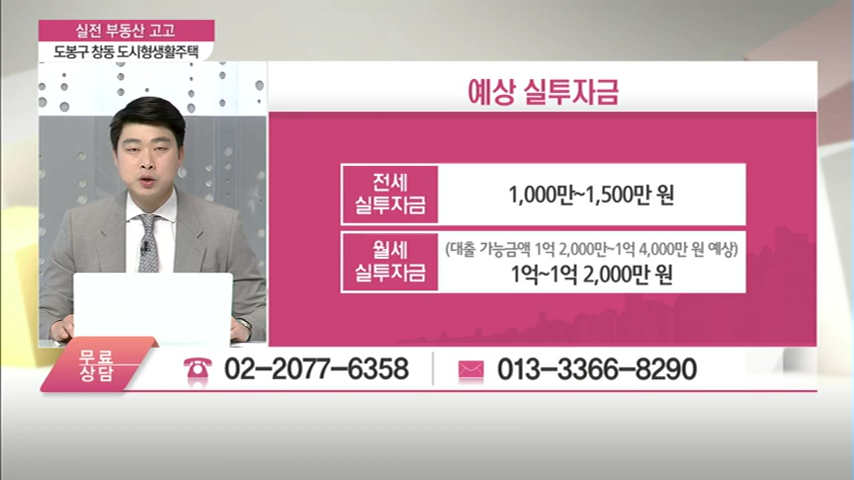 실전 부동산 고고
도봉구 창동 도시형생활주택
예상 실투자금
전세
실투자금
1,000만~1,500만 원
월세
실투자금
(대출 가능금액 1억 2,000만~1억 4,000만 원 예상)
1억~1억 2,000만 원
무료
상담
02-2077-6358
013-3366-8290